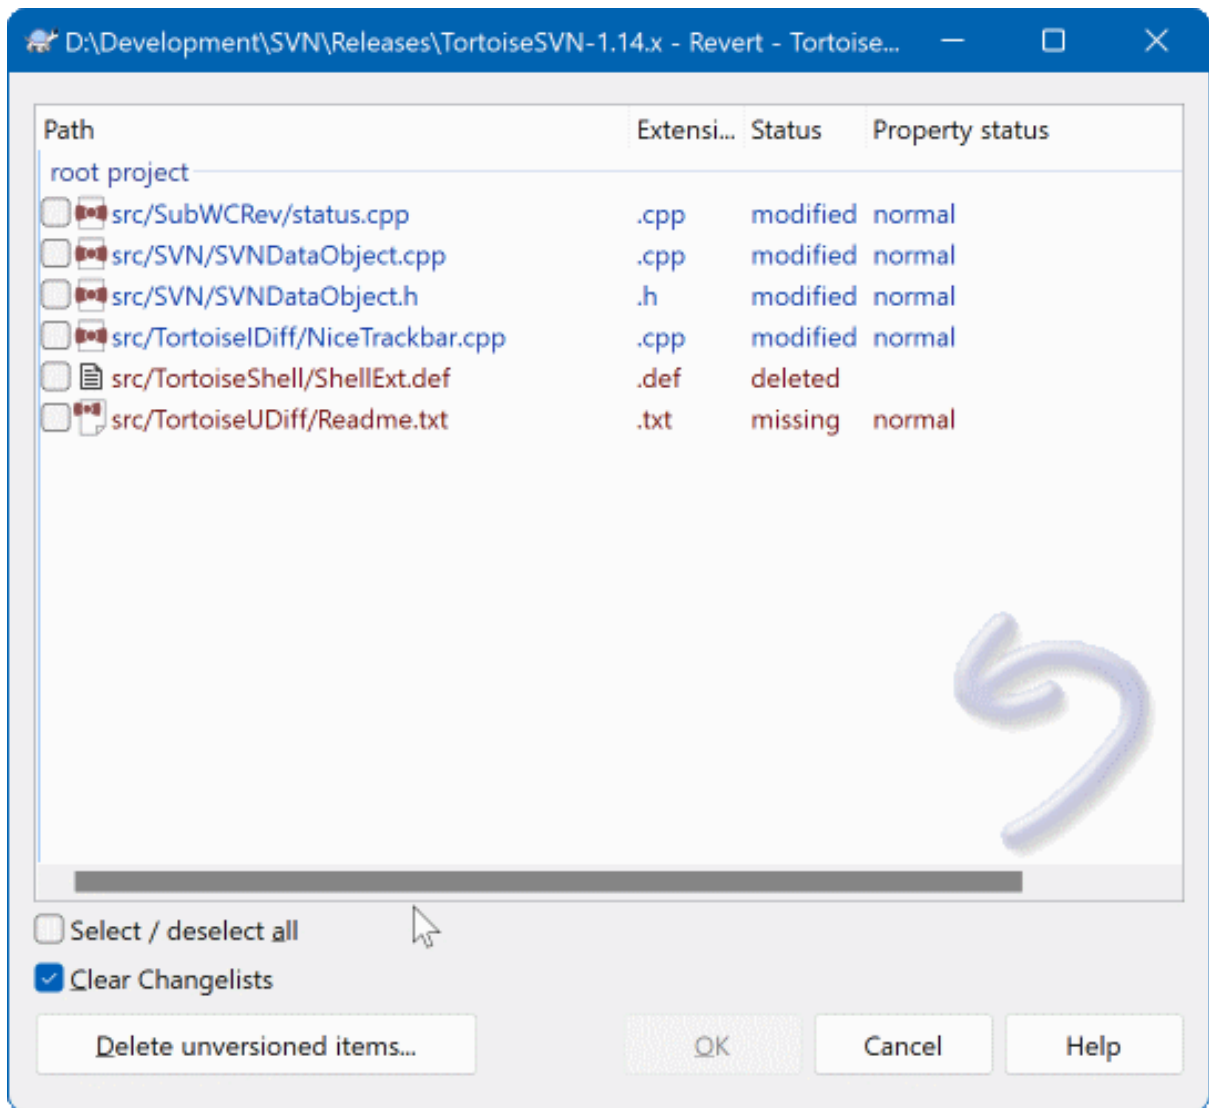 D:\Development\SVN\Releases\TortoiseSVN-1.14.x - Revert - Tortoise...
Path Extensi... Status Property status
root project
src/SubWCRev/status.cpp .cpp modified normal
src/SVN/SVNDataObject.cpp .cpp modified normal
src/SVN/SVNDataObject.h .h modified normal
src/TortoiseIDiff/NiceTrackbar.cpp .cpp modified normal
src/TortoiseShell/ShellExt.def .def deleted
src/TortoiseUDiff/Readme.txt .txt missing normal
Select / deselect all
Clear Changelists
Delete unversioned items... OK Cancel Help